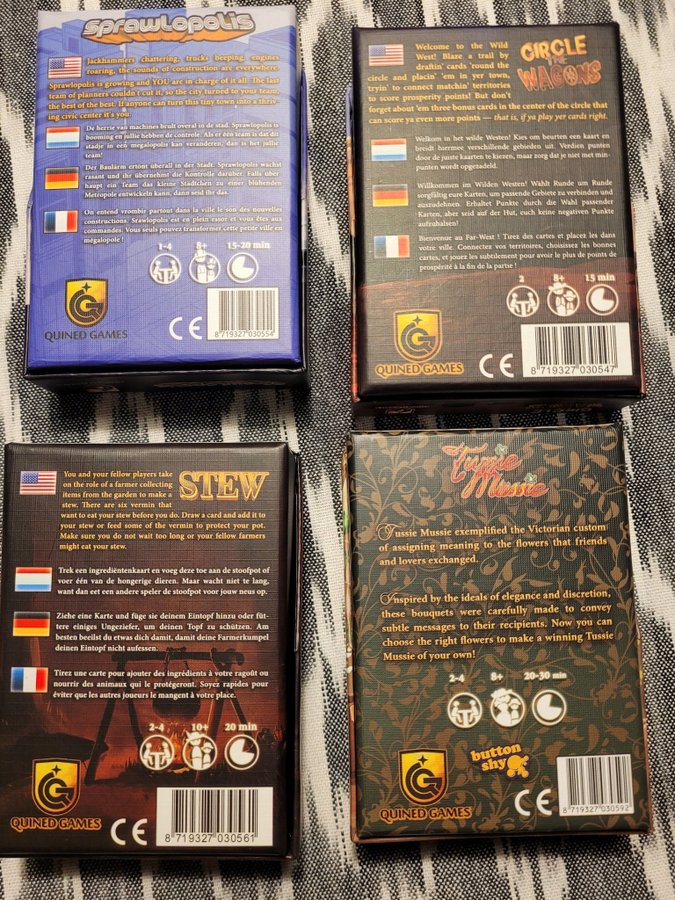 sprawlopolis
Jackhammers chattering, trucks beeping, engines
roaring, the sounds of construction are everywhere.
Sprawlopolis is growing and YOU are in charge of it all! The last
team of planners couldn't cut it, so the city turned to your team,
the best of the best. If anyone can turn this tiny town into a thriv-
ing civic center it's you.
De herrie van machines bruit overal in de stad. Sprawlopolis is
booming en jullie hebben de controle. Als er één team is dat dit
stadje in een megalopolis kan veranderen, dan is het jullie
team!
Der Baulärm ertönt überall in der Stadt. Sprawlopolis wächst
rasant und ihr übernehmt die Kontrolle darüber. Falls über-
haupt ein Team das kleine Städtchen zu einer blühenden
Metropole entwickeln kann, dann seid ihr das.
On entend vrombir partout dans la ville le son des nouvelles
constructions. Srawlopolis est en plein essor et vous êtes aux
commandes. Vous seuls pouvez transformer cette petite ville en
mégalopole !
1-4 8+ 15-20 min
QUINED GAMES
CE
8 719327 030554
CIRCLE
THE
WAGONS
Welcome to the Wild
West! Blaze a trail by
draftin' cards 'round the
circle and placin' 'em in yer town,
tryin' to connect matchin' territories
to score prosperity points! But don't
forget about 'em three bonus cards in the center of the circle that
can score ya even more points — that is, if ya play yer cards right.
Welkom in het wilde Westen! Kies om beurten een kaart en
breidt hiermee verschillende gebieden uit. Verdien punten
door de juiste kaarten te kiezen, maar zorg dat je niet met min-
punten wordt opgezadeld.
Willkommen im Wilden Westen! Wählt Runde um Runde
sorgfältig eure Karten, um passende Gebiete zu verbinden und
auszudehnen. Erhaltet Punkte durch die Wahl passender
Karten, aber seid auf der Hut, euch keine negativen Punkte
aufzuhalsen!
Bienvenue au Far-West ! Tirez des cartes et placez les dans
votre ville. Connectez vos territoires, choisissez les bonnes
cartes, et jouez les subtilement pour avoir le plus de points de
prospérité à la fin de la partse !
2 8+ 15 min
QUINED GAMES
CE
8 719327 030547
STEW
You and your fellow players take
on the role of a farmer collecting
items from the garden to make a
stew. There are six vermin that
want to eat your stew before you do. Draw a card and add it to
your stew or feed some of the vermin to protect your pot.
Make sure you do not wait too long or your fellow farmers
might eat your stew.
Trek een ingrediëntenkaart en voeg deze toe aan de stoofpot of
voer één van de hongerige dieren. Maar wacht niet te lang,
want dan eet een andere speler de stoofpot voor jouw neus op.
Ziehe eine Karte und füge sie deinem Eintopf hinzu oder füt-
tere einiges Ungeziefer, um deinen Topf zu schützen. Am
besten beeilst du etwas dich damit, damit deine Farmerkumpel
deinen Eintopf nicht aufessen.
Tirez une carte pour ajouter des ingrédients à votre ragoût ou
nourrir des animaux qui le protégeront. Soyez rapides pour
éviter que les autres joueurs le mangent à votre place.
2-4 10+ 20 min
QUINED GAMES
CE
8 719327 030561
Tussie
Mussie
Tussie Mussie exemplified the Victorian custom
of assigning meaning to the flowers that friends
and lovers exchanged.
Inspired by the ideals of elegance and discretion,
these bouquets were carefully made to convey
subtle messages to their recipients. Now you can
choose the right flowers to make a winning Tussie
Mussie of your own!
2-4 8+ 20-30 min
button
shy
QUINED GAMES
CE
8 719327 030592